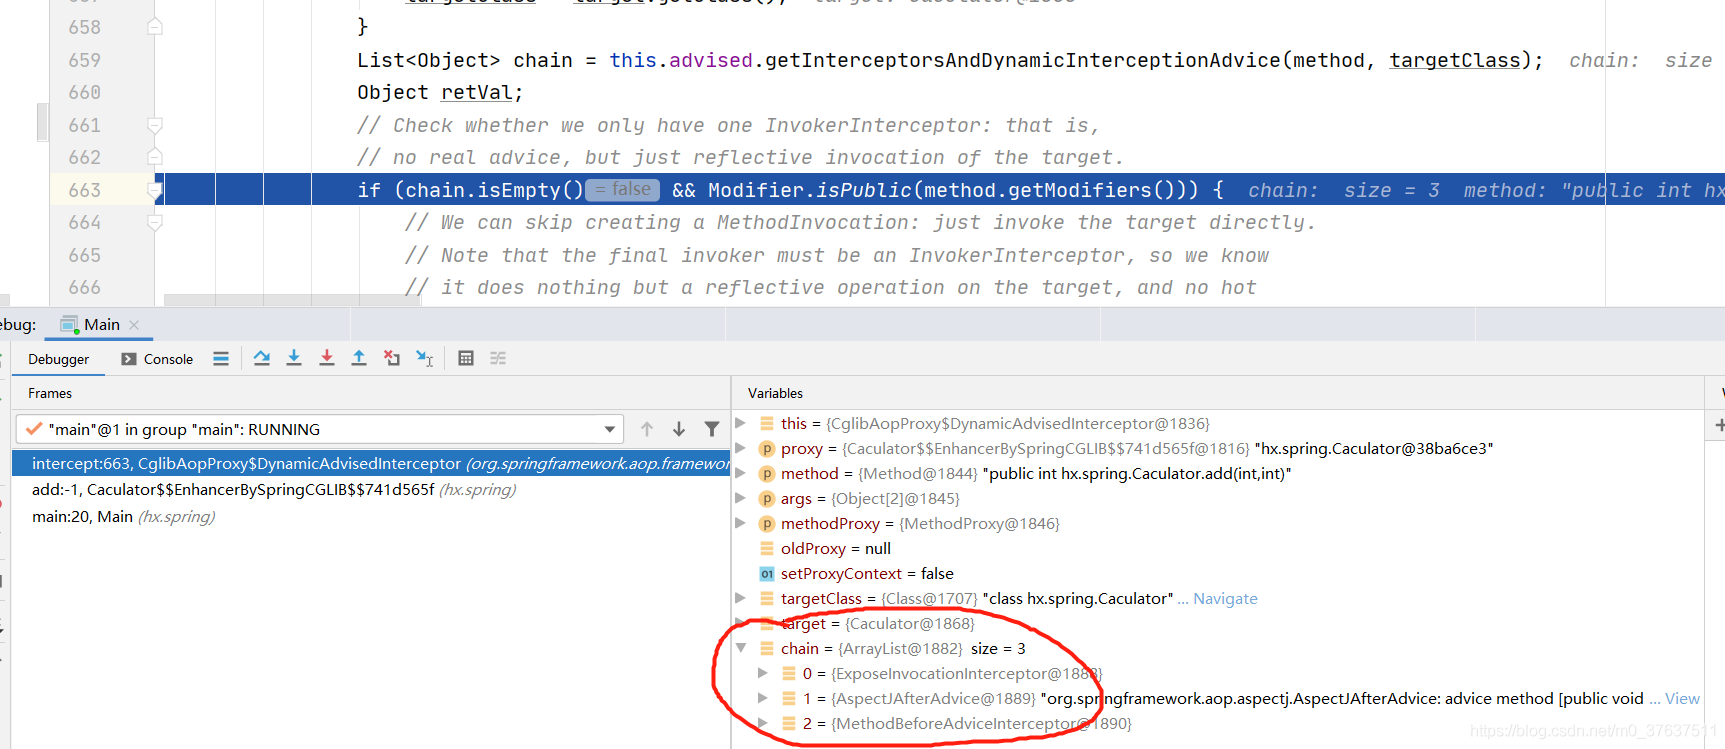 658 }
659 List<Object> chain = this.advised.getInterceptorsAndDynamicInterceptionAdvice(method, targetClass); chain: size
660 Object retVal;
661 // Check whether we only have one InvokerInterceptor: that is,
662 // no real advice, but just reflective invocation of the target.
663 if (chain.isEmpty() = false && Modifier.isPublic(method.getModifiers())) { chain: size = 3 method: "public int hx
664 // We can skip creating a MethodInvocation: just invoke the target directly.
665 // Note that the final invoker must be an InvokerInterceptor, so we know
666 // it does nothing but a reflective operation on the target, and no hot
ebug: Main
Debugger Console
Frames
"main"@1 in group "main": RUNNING
intercept:663, CglibAopProxy$DynamicAdvisedInterceptor (org.springframework.aop.framewor
add:-1, Caculator$$EnhancerBySpringCGLIB$$741d565f (hx.spring)
main:20, Main (hx.spring)
Variables
this = {CglibAopProxy$DynamicAdvisedInterceptor@1836}
proxy = {Caculator$$EnhancerBySpringCGLIB$$741d565f@1816} "hx.spring.Caculator@38ba6ce3"
method = {Method@1844} "public int hx.spring.Caculator.add(int,int)"
args = {Object[2]@1845}
methodProxy = {MethodProxy@1846}
oldProxy = null
setProxyContext = false
targetClass = {Class@1707} "class hx.spring.Caculator" ... Navigate
target = {Caculator@1868}
chain = {ArrayList@1882} size = 3
0 = {ExposeInvocationInterceptor@1888}
1 = {AspectJAfterAdvice@1889} "org.springframework.aop.aspectj.AspectJAfterAdvice: advice method [public void ... View
2 = {MethodBeforeAdviceInterceptor@1890}
https://blog.csdn.net/m0_37637511